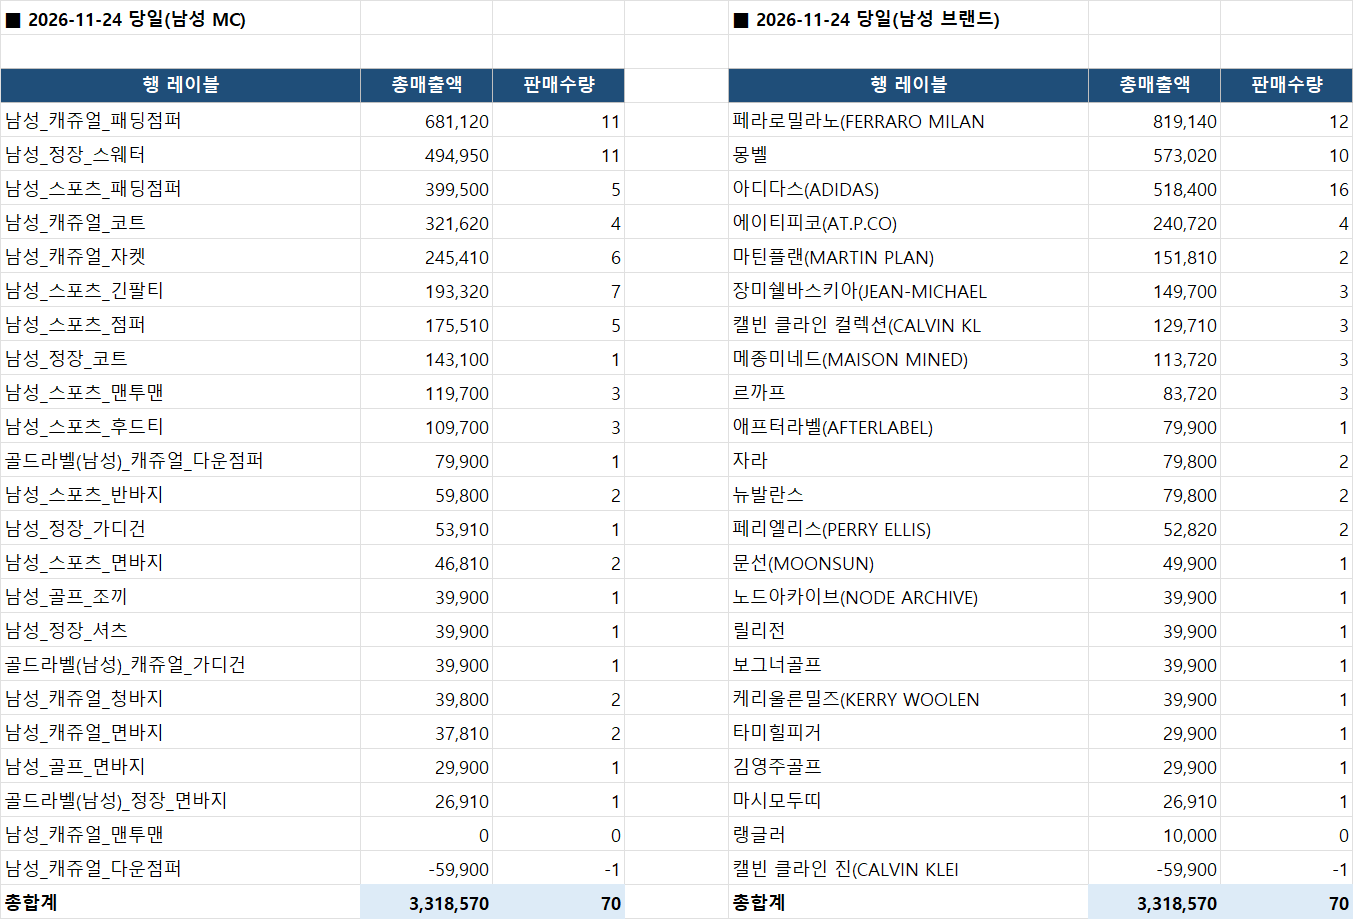 ■ 2026-11-24 당일(남성 MC) ■ 2026-11-24 당일(남성 브랜드)
행 레이블 총매출액 판매수량 행 레이블 총매출액 판매수량
남성_캐쥬얼_패딩점퍼 681,120 11 페라로밀라노(FERRARO MILAN 819,140 12
남성_정장_스웨터 494,950 11 몽벨 573,020 10
남성_스포츠_패딩점퍼 399,500 5 아디다스(ADIDAS) 518,400 16
남성_캐쥬얼_코트 321,620 4 에이티피코(AT.P.CO) 240,720 4
남성_캐쥬얼_자켓 245,410 6 마틴플랜(MARTIN PLAN) 151,810 2
남성_스포츠_긴팔티 193,320 7 장미쉘바스키아(JEAN-MICHAEL 149,700 3
남성_스포츠_점퍼 175,510 5 캘빈 클라인 컬렉션(CALVIN KL 129,710 3
남성_정장_코트 143,100 1 메종미네드(MAISON MINED) 113,720 3
남성_스포츠_맨투맨 119,700 3 르까프 83,720 3
남성_스포츠_후드티 109,700 3 애프터라벨(AFTERLABEL) 79,900 1
골드라벨(남성)_캐쥬얼_다운점퍼 79,900 1 자라 79,800 2
남성_스포츠_반바지 59,800 2 뉴발란스 79,800 2
남성_정장_가디건 53,910 1 페리엘리스(PERRY ELLIS) 52,820 2
남성_스포츠_면바지 46,810 2 문선(MOONSUN) 49,900 1
남성_골프_조끼 39,900 1 노드아카이브(NODE ARCHIVE) 39,900 1
남성_정장_셔츠 39,900 1 릴리전 39,900 1
골드라벨(남성)_캐쥬얼_가디건 39,900 1 보그너골프 39,900 1
남성_캐쥬얼_청바지 39,800 2 케리울른밀즈(KERRY WOOLEN 39,900 1
남성_캐쥬얼_면바지 37,810 2 타미힐피거 29,900 1
남성_골프_면바지 29,900 1 김영주골프 29,900 1
골드라벨(남성)_정장_면바지 26,910 1 마시모두띠 26,910 1
남성_캐쥬얼_맨투맨 0 0 랭글러 10,000 0
남성_캐쥬얼_다운점퍼 -59,900 -1 캘빈 클라인 진(CALVIN KLEI -59,900 -1
총합계 3,318,570 70 총합계 3,318,570 70